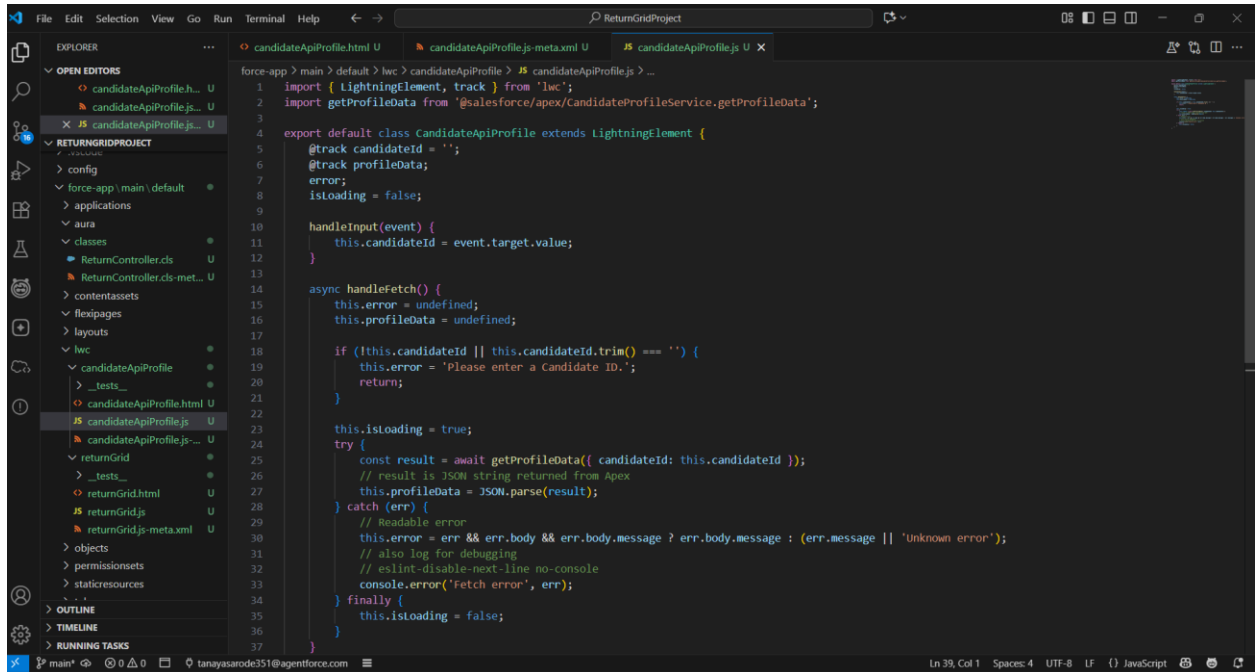 File Edit Selection View Go Run Terminal Help
ReturnGridProject
EXPLORER
OPEN EDITORS
candidateApiProfile.h... U
candidateApiProfile.js... U
JS candidateApiProfile.js... U
16
RETURNGRIDPROJECT
.vscode
config
force-app \ main \ default
applications
aura
classes
ReturnController.cls U
ReturnController.cls-met... U
contentassets
flexipages
layouts
lwc
candidateApiProfile
__tests__
candidateApiProfile.html U
JS candidateApiProfile.js U
candidateApiProfile.js-... U
returnGrid
__tests__
returnGrid.html U
JS returnGrid.js U
returnGrid.js-meta.xml U
objects
permissionsets
staticresources
OUTLINE
TIMELINE
RUNNING TASKS
candidateApiProfile.html U
candidateApiProfile.js-meta.xml U
JS candidateApiProfile.js U
force-app > main > default > lwc > candidateApiProfile > JS candidateApiProfile.js > ...
1 import { LightningElement, track } from 'lwc';
2 import getProfileData from '@salesforce/apex/CandidateProfileService.getProfileData';
3
4 export default class CandidateApiProfile extends LightningElement {
5 @track candidateId = '';
6 @track profileData;
7 error;
8 isLoading = false;
9
10 handleInput(event) {
11 this.candidateId = event.target.value;
12 }
13
14 async handleFetch() {
15 this.error = undefined;
16 this.profileData = undefined;
17
18 if (!this.candidateId || this.candidateId.trim() === '') {
19 this.error = 'Please enter a Candidate ID.';
20 return;
21 }
22
23 this.isLoading = true;
24 try {
25 const result = await getProfileData({ candidateId: this.candidateId });
26 // result is JSON string returned from Apex
27 this.profileData = JSON.parse(result);
28 } catch (err) {
29 // Readable error
30 this.error = err && err.body && err.body.message ? err.body.message : (err.message || 'Unknown error');
31 // also log for debugging
32 // eslint-disable-next-line no-console
33 console.error('Fetch error', err);
34 } finally {
35 this.isLoading = false;
36 }
37 }
main* 0 0 0 tanayasarode351@agentforce.com
Ln 39, Col 1 Spaces: 4 UTF-8 LF {} JavaScript